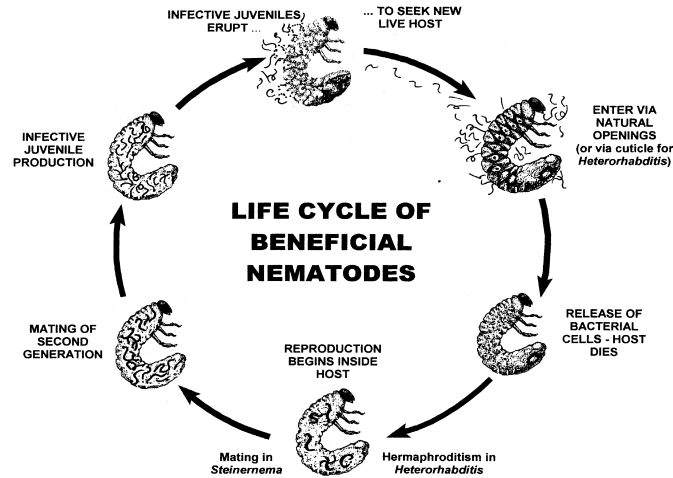 INFECTIVE JUVENILES
ERUPT ...
... TO SEEK NEW
LIVE HOST
ENTER VIA
NATURAL
OPENINGS
(or via cuticle for
Heterorhabditis)
RELEASE OF
BACTERIAL
CELLS - HOST
DIES
REPRODUCTION
BEGINS INSIDE
HOST
Hermaphroditism in
Heterorhabditis
Mating in
Steinernema
MATING OF
SECOND
GENERATION
INFECTIVE
JUVENILE
PRODUCTION
LIFE CYCLE OF
BENEFICIAL
NEMATODES